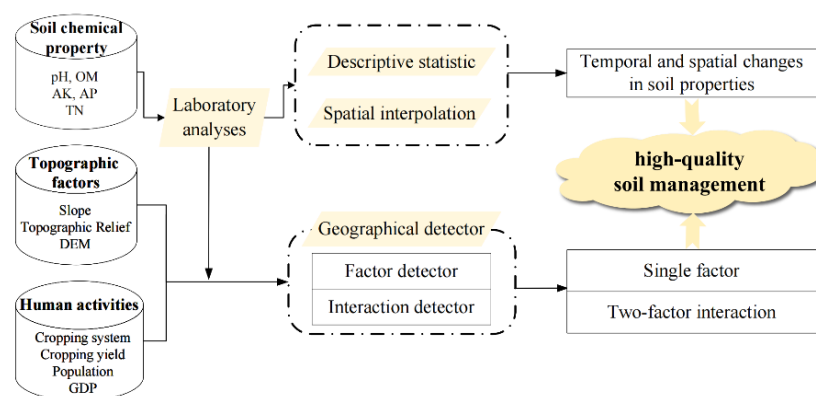 Soil chemical
property
pH, OM
AK, AP
TN
Laboratory
analyses
Descriptive statistic
Spatial interpolation
Temporal and spatial changes
in soil properties
high-quality
soil management
Topographic
factors
Slope
Topographic Relief
DEM
Geographical detector
Factor detector
Interaction detector
Single factor
Two-factor interaction
Human activities
Cropping system
Cropping yield
Population
GDP